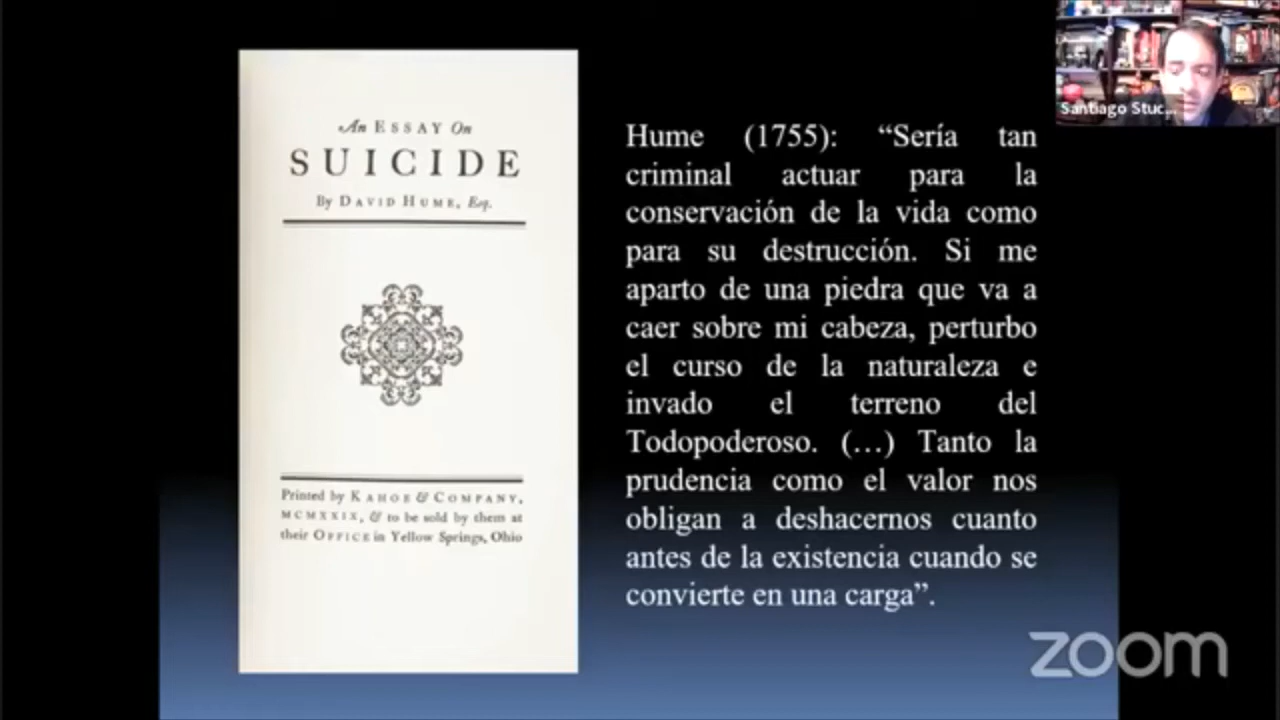 An ESSAY On
SUICIDE
By DAVID HUME, Esq.
Printed by KAHOE & COMPANY,
MCMXXIX, & to be sold by them at
their OFFICE in Yellow Springs, Ohio
Hume (1755): “Sería tan
criminal actuar para la
conservación de la vida como
para su destrucción. Si me
aparto de una piedra que va a
caer sobre mi cabeza, perturbo
el curso de la naturaleza e
invado el terreno del
Todopoderoso. (…) Tanto la
prudencia como el valor nos
obligan a deshacernos cuanto
antes de la existencia cuando se
convierte en una carga”.
Santiago Stuc...
zoom